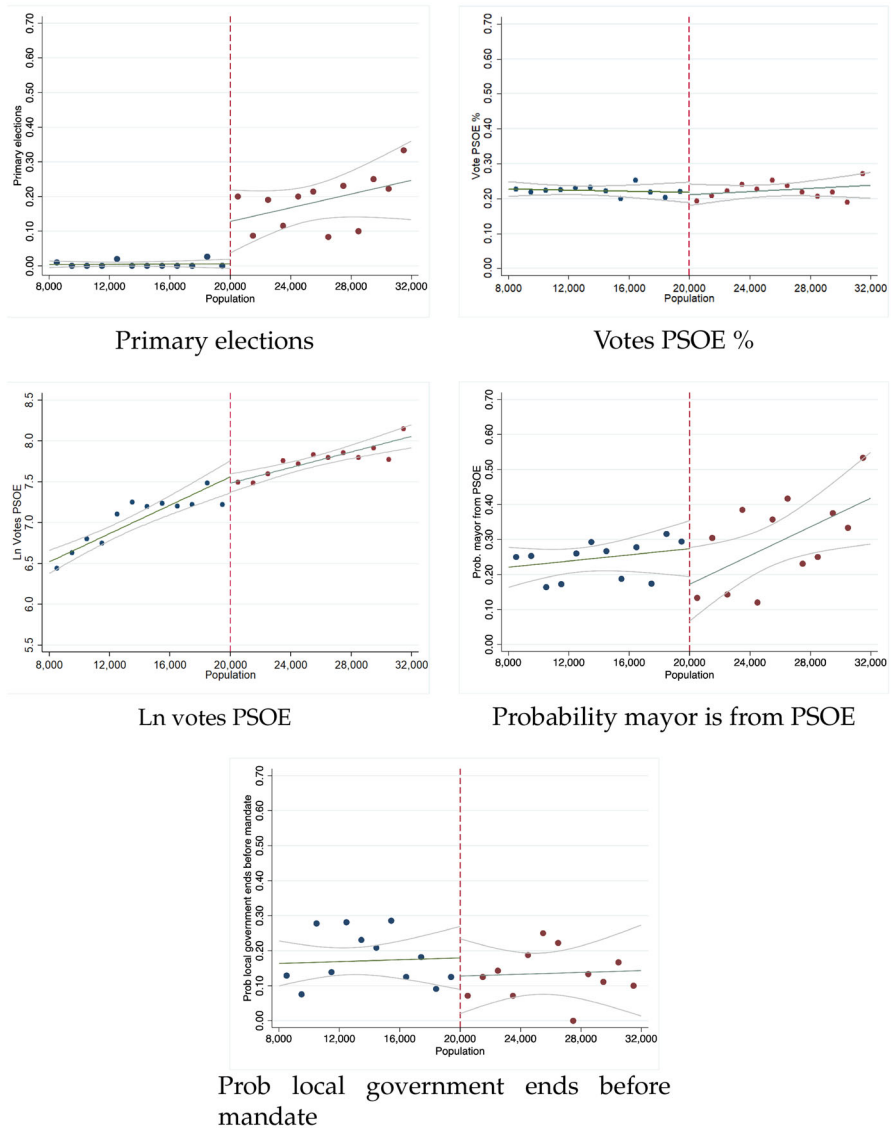 Primary elections
0.70
0.60
0.50
0.40
0.30
0.20
0.10
0.00
8,000 12,000 16,000 20,000 24,000 28,000 32,000
Population
Primary elections
Vote PSOE %
0.70
0.60
0.50
0.40
0.30
0.20
0.10
0.00
8,000 12,000 16,000 20,000 24,000 28,000 32,000
Population
Votes PSOE %
Ln Votes PSOE
8.5
8.0
7.5
7.0
6.5
6.0
5.5
8,000 12,000 16,000 20,000 24,000 28,000 32,000
Population
Ln votes PSOE
Prob. mayor from PSOE
0.70
0.60
0.50
0.40
0.30
0.20
0.10
0.00
8,000 12,000 16,000 20,000 24,000 28,000 32,000
Population
Probability mayor is from PSOE
Prob local government ends before mandate
0.70
0.60
0.50
0.40
0.30
0.20
0.10
0.00
8,000 12,000 16,000 20,000 24,000 28,000 32,000
Population
Prob local government ends before
mandate